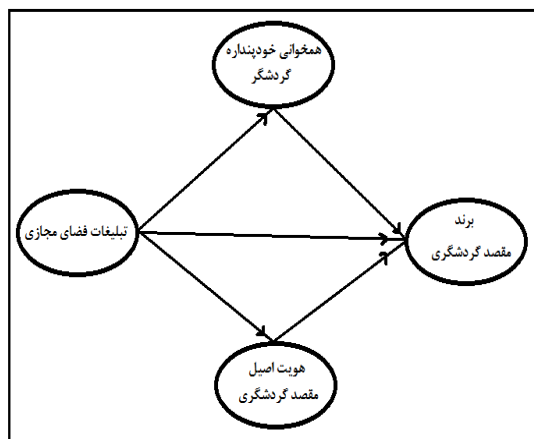 همخوانی خودپنداره
گردشگر
تبلیغات فضای مجازی
برند
مقصد گردشگری
هویت اصیل
مقصد گردشگری